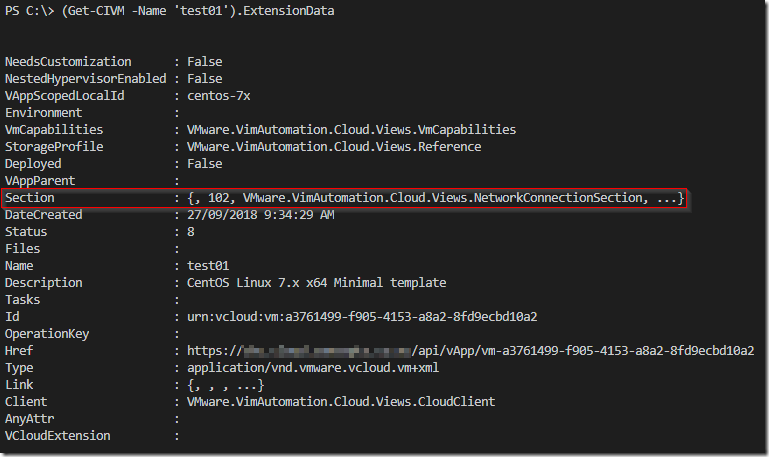 PS C:\> (Get-CIVM -Name 'test01').ExtensionData
NeedsCustomization : False
NestedHypervisorEnabled : False
VAppScopedLocalId : centos-7x
Environment :
VmCapabilities : VMware.VimAutomation.Cloud.Views.VmCapabilities
StorageProfile : VMware.VimAutomation.Cloud.Views.Reference
Deployed : False
VAppParent :
Section : {, 102, VMware.VimAutomation.Cloud.Views.NetworkConnectionSection, ...}
DateCreated : 27/09/2018 9:34:29 AM
Status : 8
Files :
Name : test01
Description : CentOS Linux 7.x x64 Minimal template
Tasks :
Id : urn:vcloud:vm:a3761499-f905-4153-a8a2-8fd9ecbd10a2
OperationKey :
Href : https:///api/vApp/vm-a3761499-f905-4153-a8a2-8fd9ecbd10a2
Type : application/vnd.vmware.vcloud.vm+xml
Link : {, , , ...}
Client : VMware.VimAutomation.Cloud.Views.CloudClient
AnyAttr :
VCloudExtension :